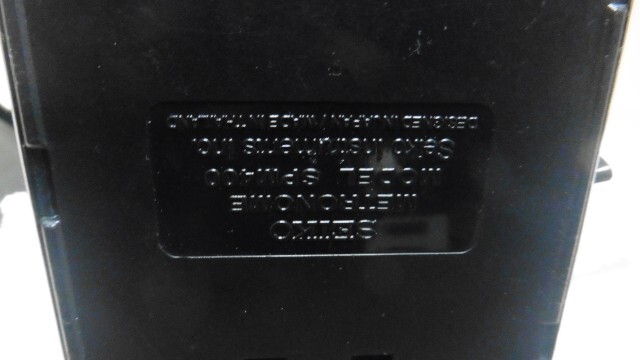 SEIKO
METRONOME
MODEL SPM400
Seiko Instruments Inc.
DESIGNED IN JAPAN MADE IN THAILAND